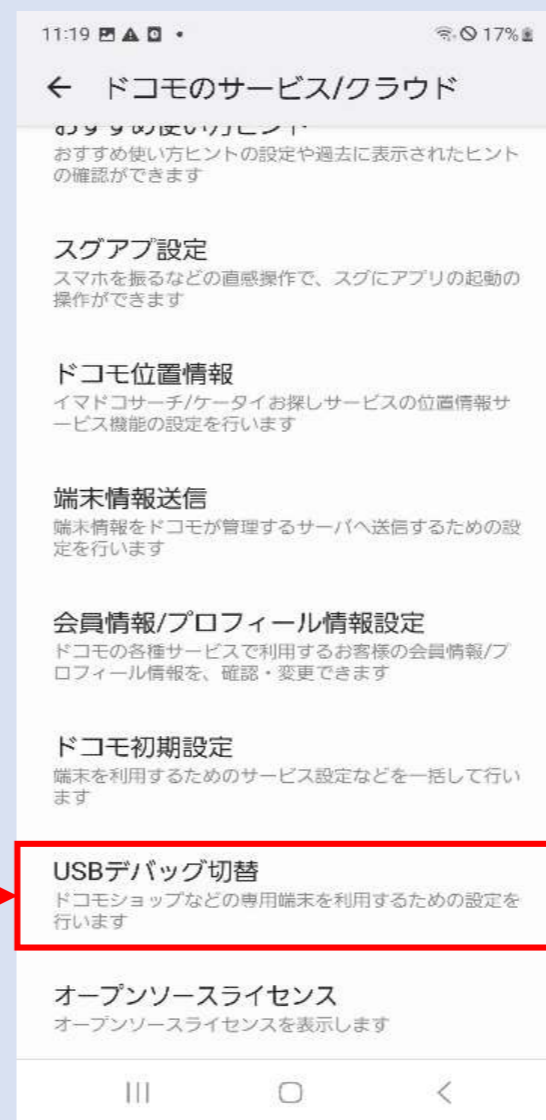 11:19
17%
ドコモのサービス/クラウド
おすすめ使い方ヒント
おすすめ使い方ヒントの設定や過去に表示されたヒント
の確認ができます
スグアプ設定
スマホを振るなどの直感操作で、スグにアプリの起動の
操作ができます
ドコモ位置情報
イマドコサーチ/ケータイお探しサービスの位置情報サ
ービス機能の設定を行います
端末情報送信
端末情報をドコモが管理するサーバへ送信するための設
定を行います
会員情報/プロフィール情報設定
ドコモの各種サービスで利用するお客様の会員情報/プ
ロフィール情報を、確認・変更できます
ドコモ初期設定
端末を利用するためのサービス設定などを一括して行い
ます
USBデバッグ切替
ドコモショップなどの専用端末を利用するための設定を
行います
オープンソースライセンス
オープンソースライセンスを表示します